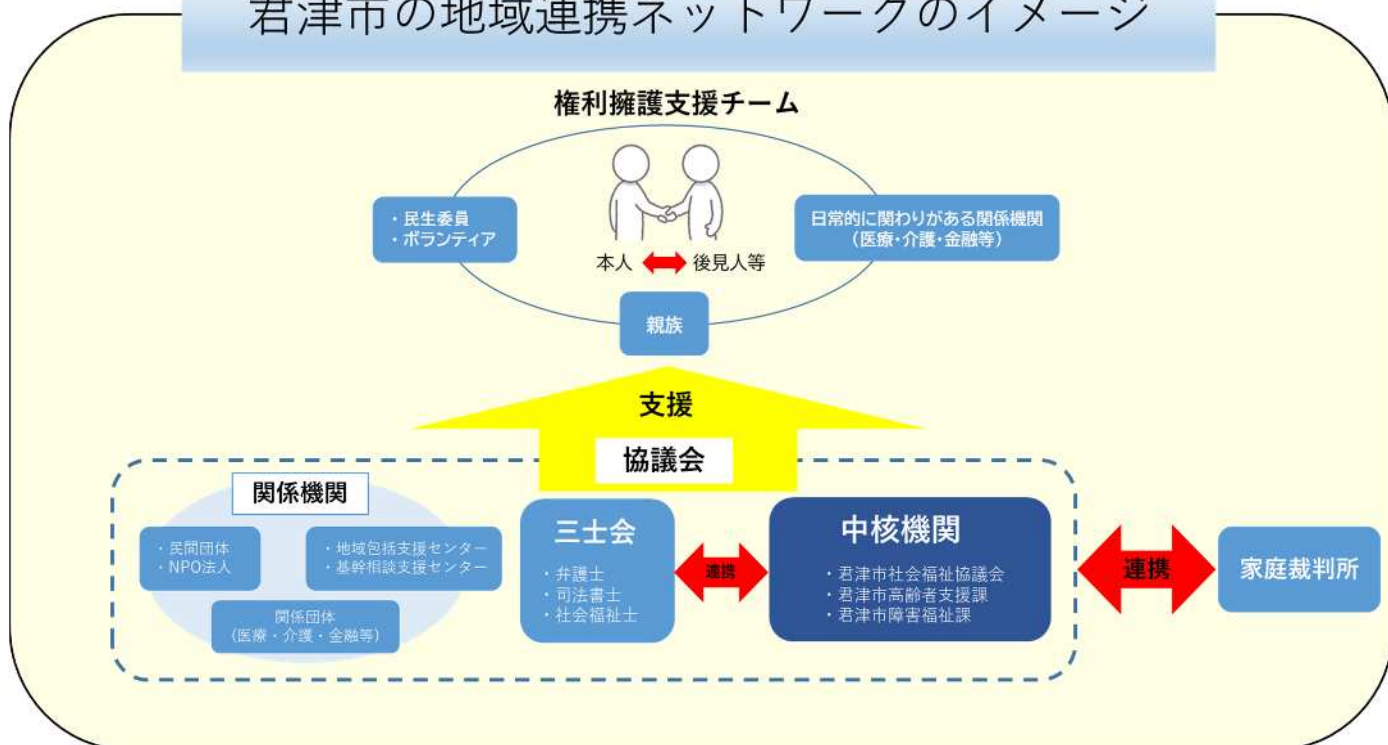 君津市の地域連携ネットワークのイメージ
権利擁護支援チーム
・民生委員
・ボランティア
日常的に関わりがある関係機関
(医療・介護・金融等)
本人
後見人等
親族
支援
協議会
関係機関
・民間団体
・NPO法人
・地域包括支援センター
・基幹相談支援センター
関係団体
(医療・介護・金融等)
三士会
・弁護士
・司法書士
・社会福祉士
連携
中核機関
・君津市社会福祉協議会
・君津市高齢者支援課
・君津市障害福祉課
連携
家庭裁判所